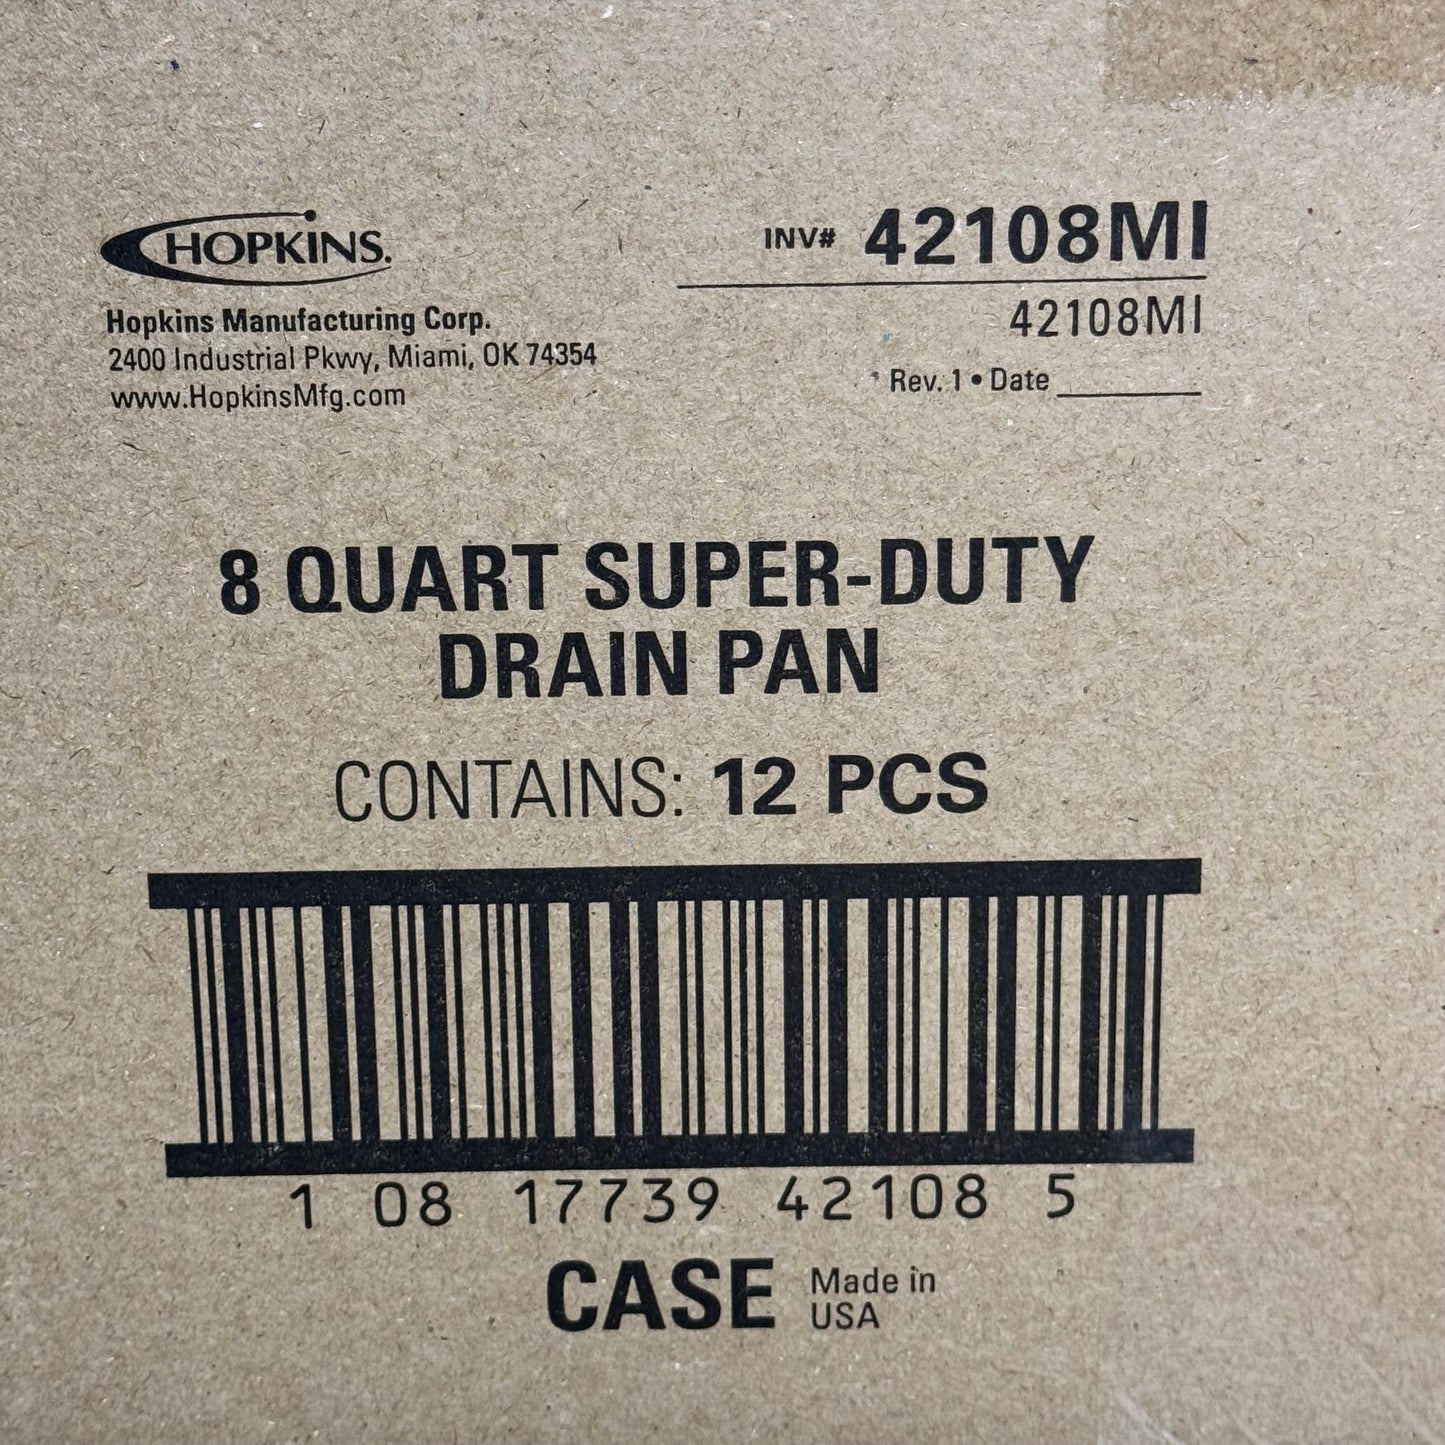 HOPKINS.
Hopkins Manufacturing Corp.
2400 Industrial Pkwy, Miami, OK 74354
www.HopkinsMfg.com
INV# 42108MI
42108MI
Rev. 1 • Date
8 QUART SUPER-DUTY
DRAIN PAN
CONTAINS: 12 PCS
1 08 17739 42108 5
CASE
Made in
USA